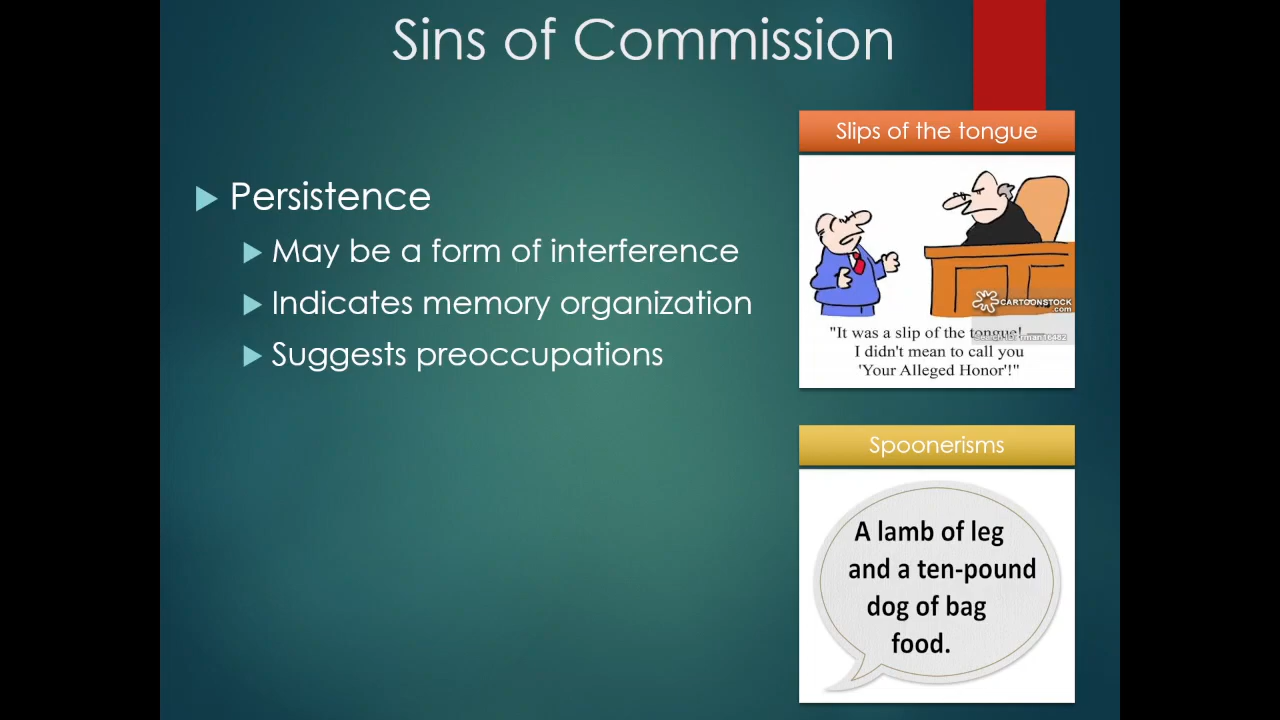 Sins of Commission
Persistence
May be a form of interference
Indicates memory organization
Suggests preoccupations
Slips of the tongue
CARTOONSTOCK
.com
"It was a slip of the tongue!
I didn't mean to call you
'Your Alleged Honor'!"
Spoonerisms
A lamb of leg
and a ten-pound
dog of bag
food.